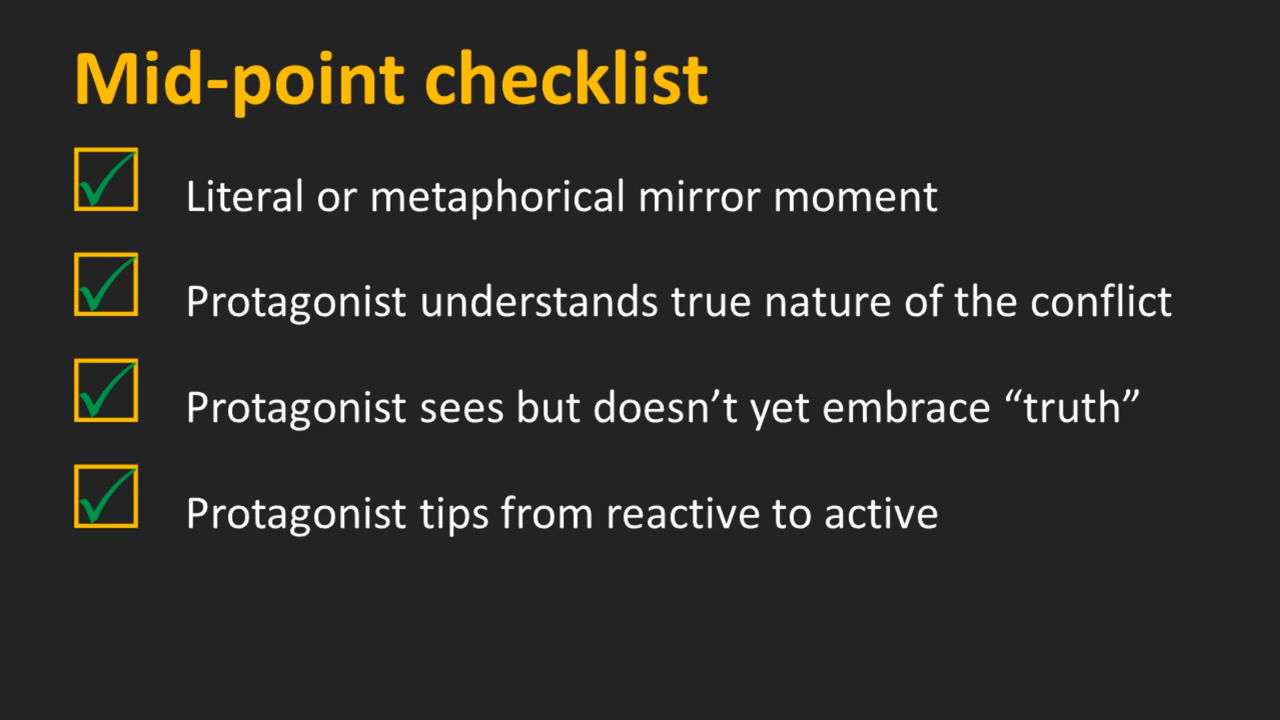 Mid-point checklist
Literal or metaphorical mirror moment
Protagonist understands true nature of the conflict
Protagonist sees but doesn’t yet embrace “truth”
Protagonist tips from reactive to active